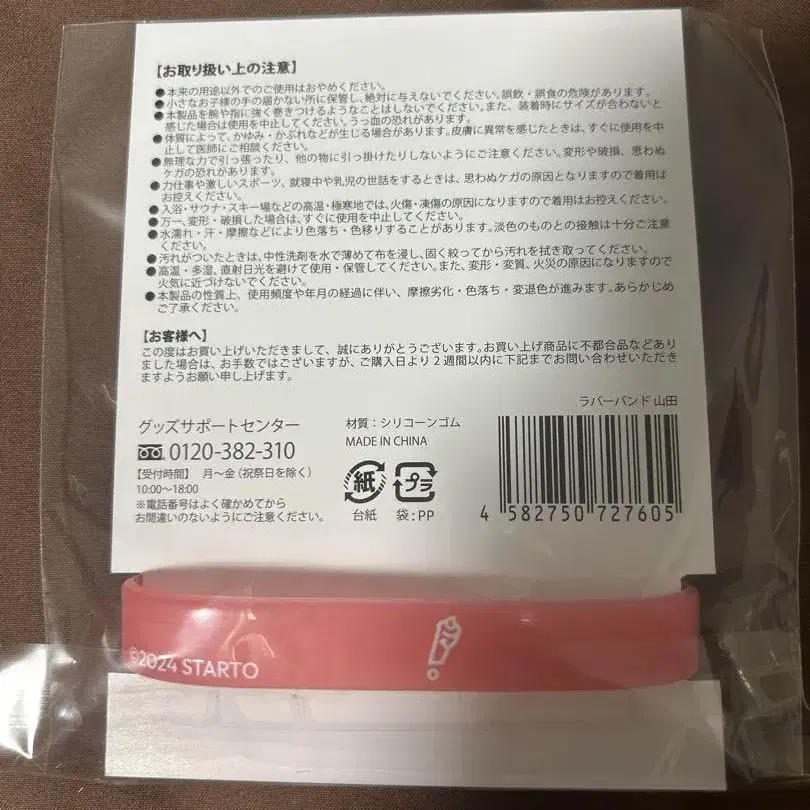 【お取り扱い上の注意】
●本来の用途以外でのご使用はおやめください。
●小さなお子様の手の届かない所に保管し、絶対に与えないでください。誤飲・誤食の危険があります。
●本製品を腕や指に強く巻きつけるようなことはしないでください。また、装着時にサイズが合わないと
感じた場合は使用を中止してください。うっ血の恐れがあります。
●体質によって、かゆみ・かぶれなどが生じる場合があります。皮膚に異常を感じたときは、すぐに使用を中
止して医師にご相談ください。
●無理な力で引っ張ったり、他の物に引っ掛けたりしないようにご注意ください。変形や破損、思わぬ
ケガの恐れがあります。
●力仕事や激しいスポーツ、就寝中や乳児の世話をするときは、思わぬケガの原因となりますので着用は
お控えください。
●入浴・サウナ・スキー場などの高温・極寒地では、火傷・凍傷の原因になりますので着用はお控えください。
●万一、変形・破損した場合は、すぐに使用を中止してください。
●水濡れ・汗・摩擦などにより色落ち・色移りすることがあります。淡色のものとの接触は十分ご注意
ください。
●汚れがついたときは、中性洗剤を水で薄めて布を浸し、固く絞ってから汚れを拭き取ってください。
●高温・多湿、直射日光を避けて使用・保管してください。また、変形・変質、火災の原因になりますので
火気に近づけないでください。
●本製品の性質上、使用頻度や年月の経過に伴い、摩擦劣化・色落ち・変退色が進みます。あらかじめ
ご了承ください。
【お客様へ】
この度はお買い上げいただきまして、誠にありがとうございます。お買い上げ商品に不都合品などあり
ました場合は、お手数ではございますが、ご購入日より2週間以内に下記までお問い合わせいただき
ますようお願い申し上げます。
ラバーバンド 山田
グッズサポートセンター
0120-382-310
【受付時間】 月～金（祝祭日を除く）
10:00～18:00
※電話番号はよく確かめてから
お間違いのないようにご注意ください。
材質：シリコーンゴム
MADE IN CHINA
紙
プラ
台紙 袋：PP
4 582750 727605
©2024 STARTO